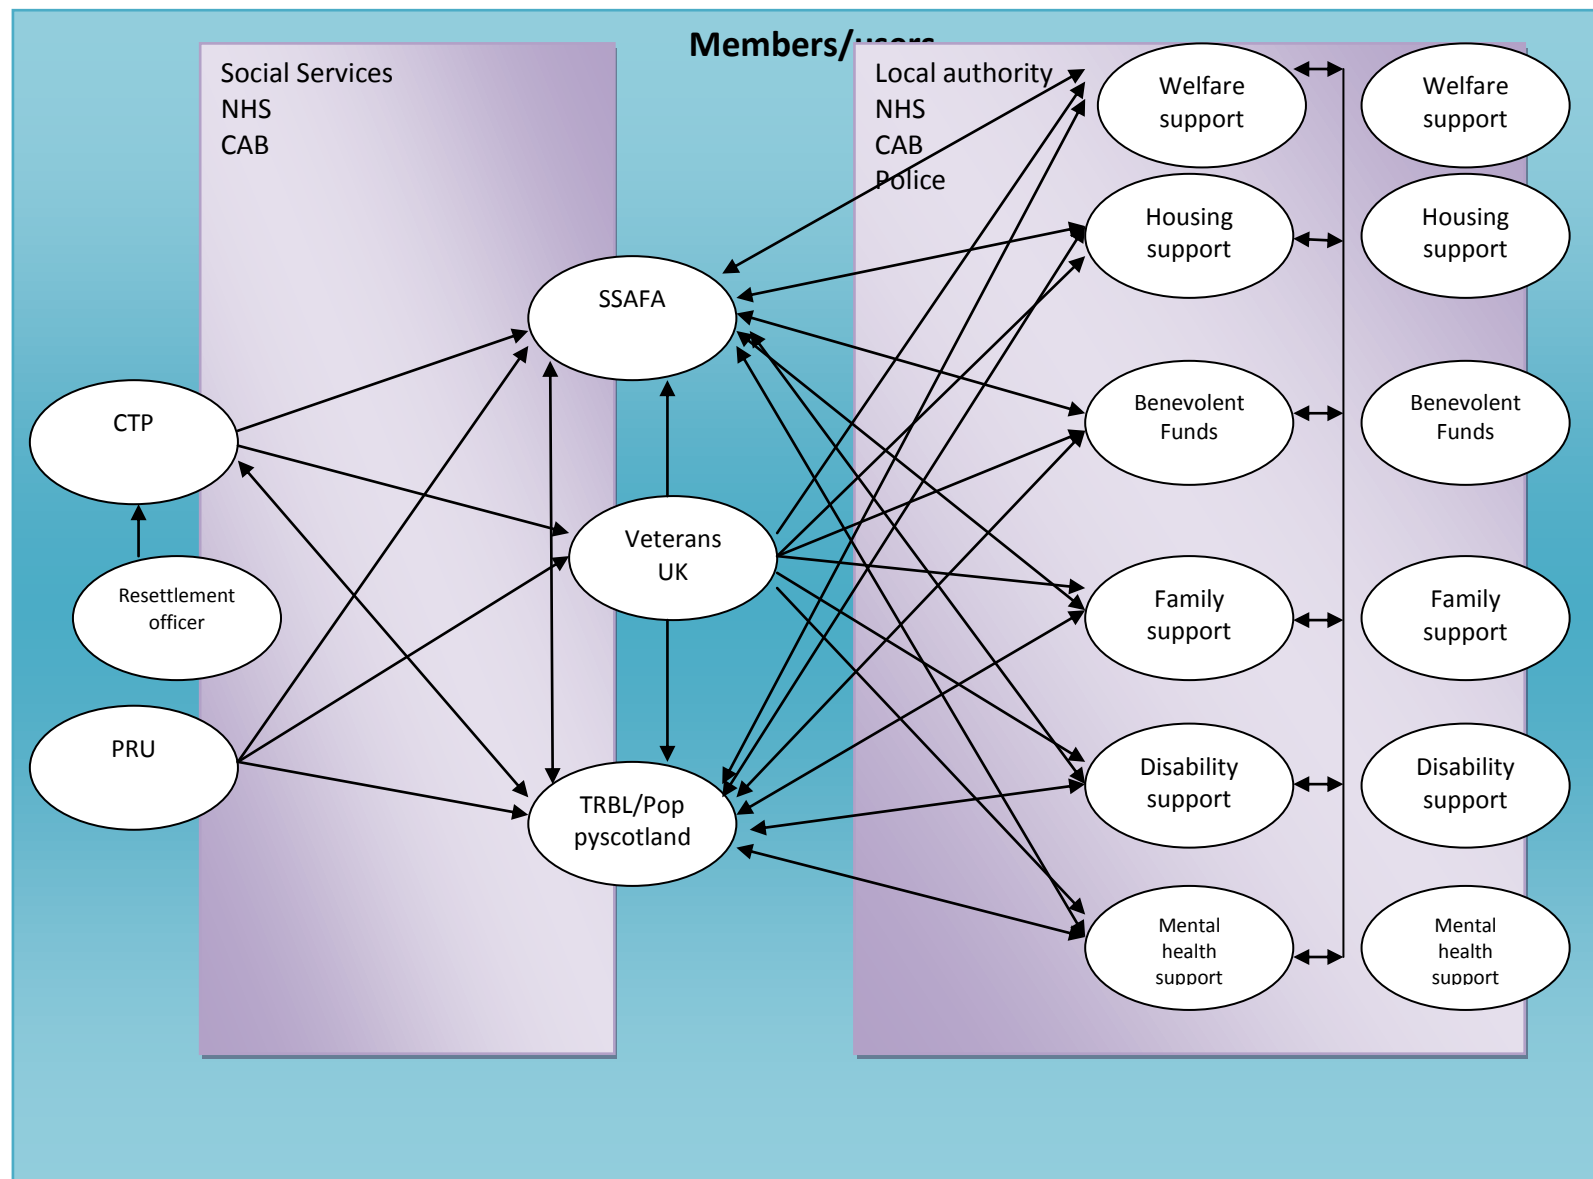 Members/users
Social Services
NHS
CAB
Local authority
NHS
CAB
Police
Welfare
support
Welfare
support
Housing
support
Housing
support
SSAFA
CTP
Benevolent
Funds
Benevolent
Funds
Veterans
UK
Resettlement
officer
Family
support
Family
support
PRU
TRBL/Pop
pyscotland
Disability
support
Disability
support
Mental
health
support
Mental
health
support